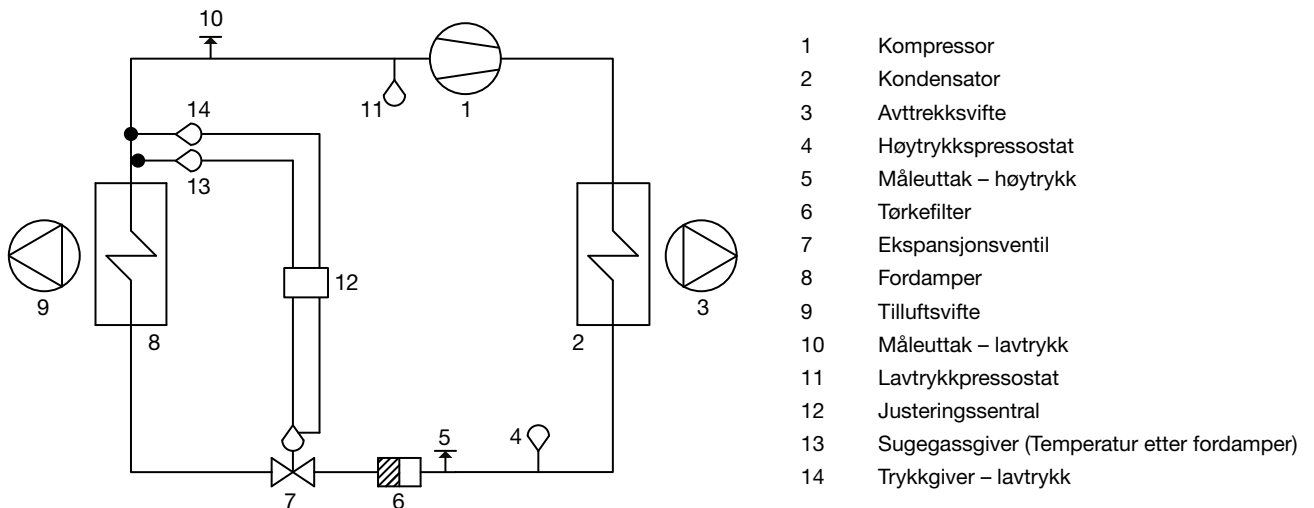 10
14
13
11
1
12
9
8
2
3
7
6
5
4
1 Kompressor
2 Kondensator
3 Avttrekksvifte
4 Høytrykkspressostat
5 Måleuttak – høytrykk
6 Tørkefilter
7 Ekspansjonsventil
8 Fordamper
9 Tilluftsvifte
10 Måleuttak – lavtrykk
11 Lavtrykkpressostat
12 Justeringssentral
13 Sugegassgiver (Temperatur etter fordamper)
14 Trykkgiver – lavtrykk